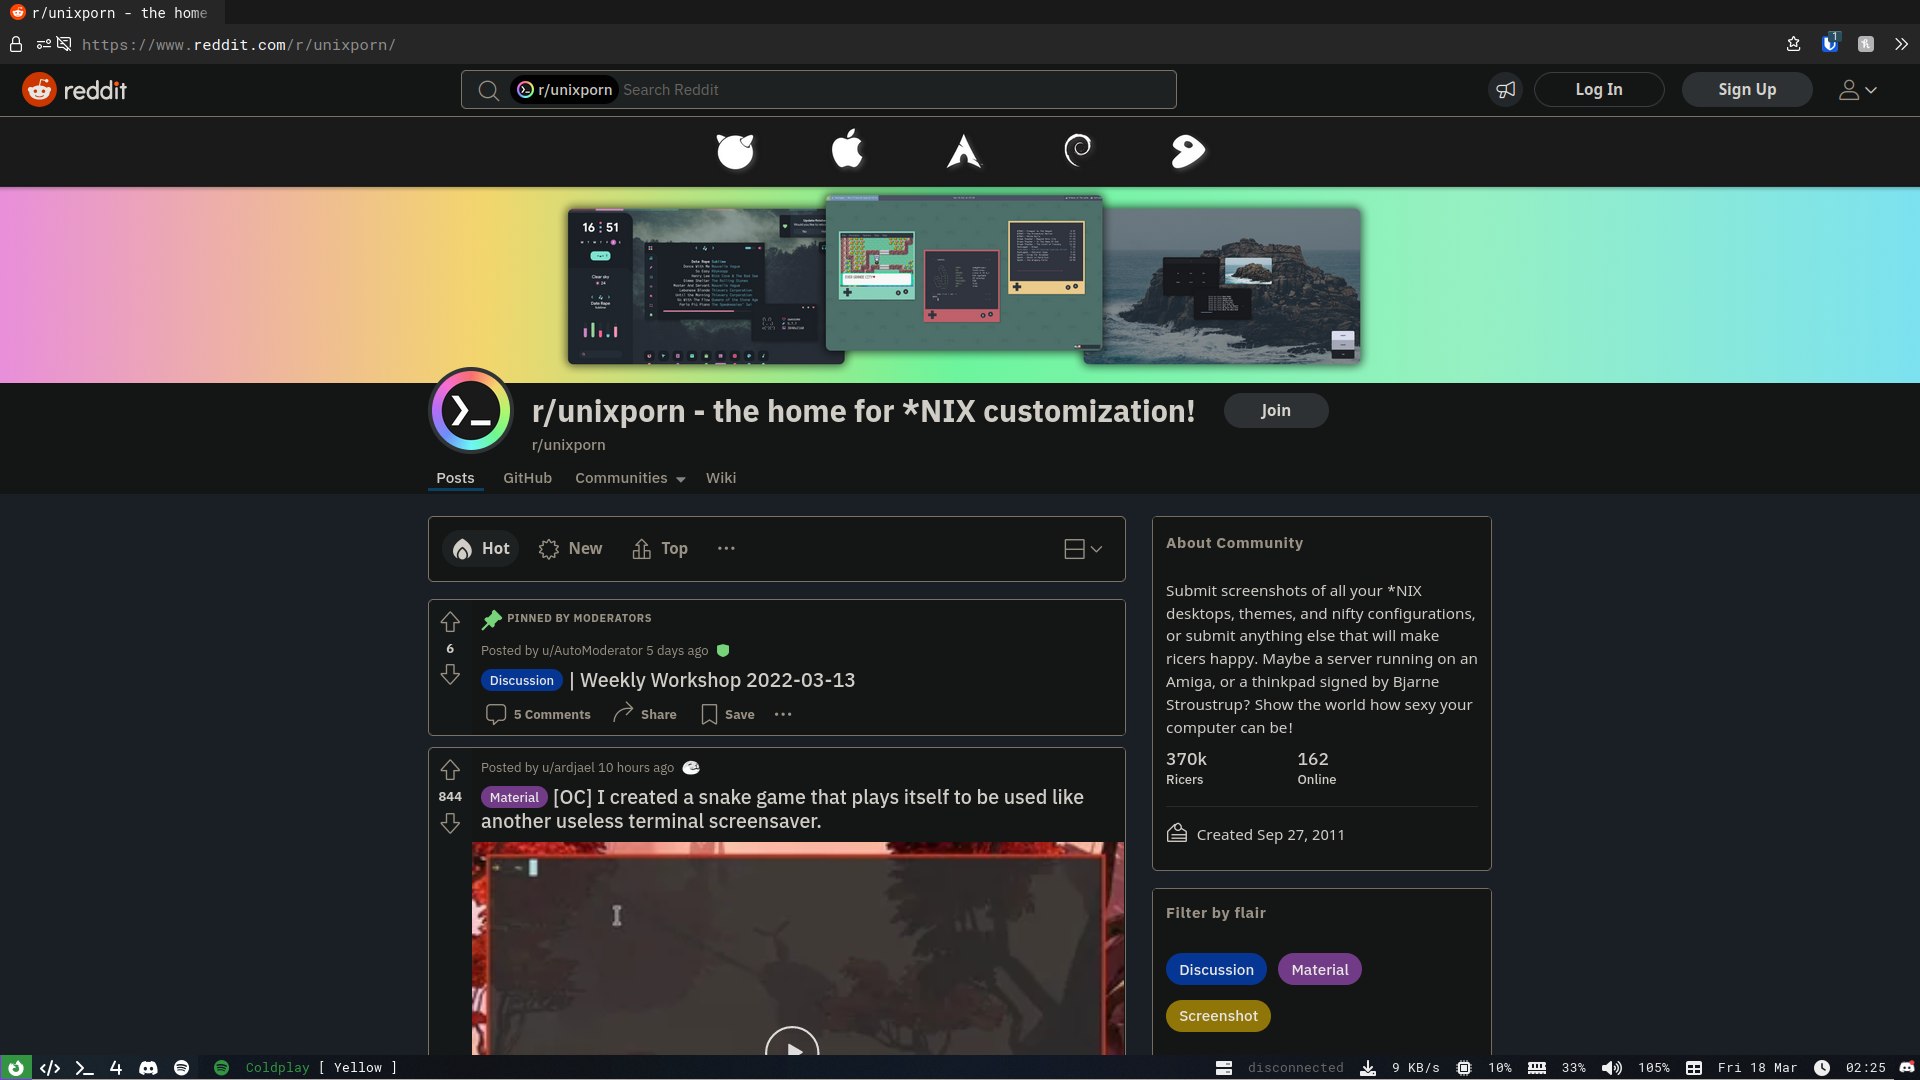 r/unixporn - the home
https://www.reddit.com/r/unixporn/
1
reddit
r/unixporn Search Reddit
Log In
Sign Up
16 51
Clear sky
Date Rape
r/unixporn - the home for *NIX customization!
Join
r/unixporn
Posts
GitHub
Communities
Wiki
Hot
New
Top
PINNED BY MODERATORS
Posted by u/AutoModerator 5 days ago
6
Discussion | Weekly Workshop 2022-03-13
5 Comments
Share
Save
Posted by u/ardjael 10 hours ago
844
Material [OC] I created a snake game that plays itself to be used like
another useless terminal screensaver.
About Community
Submit screenshots of all your *NIX
desktops, themes, and nifty configurations,
or submit anything else that will make
ricers happy. Maybe a server running on an
Amiga, or a thinkpad signed by Bjarne
Stroustrup? Show the world how sexy your
computer can be!
370k
162
Ricers
Online
Created Sep 27, 2011
Filter by flair
Discussion
Material
Screenshot
4
Coldplay [ Yellow ]
disconnected
9 KB/s
10%
33%
105%
Fri 18 Mar
02:25